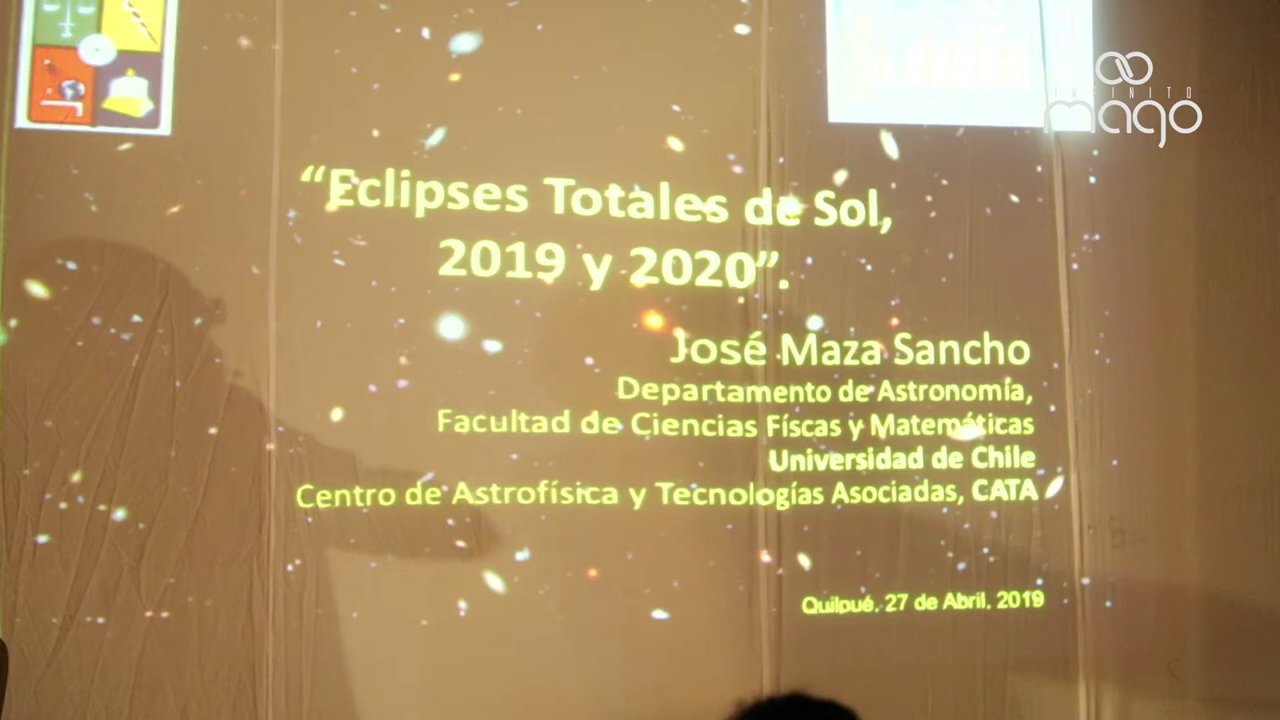 INFINITO
mago
“Eclipses Totales de Sol,
2019 y 2020”.
José Maza Sancho
Departamento de Astronomía,
Facultad de Ciencias Físcas y Matemáticas
Universidad de Chile
Centro de Astrofísica y Tecnologías Asociadas, CATA
Quilpué, 27 de Abril, 2019